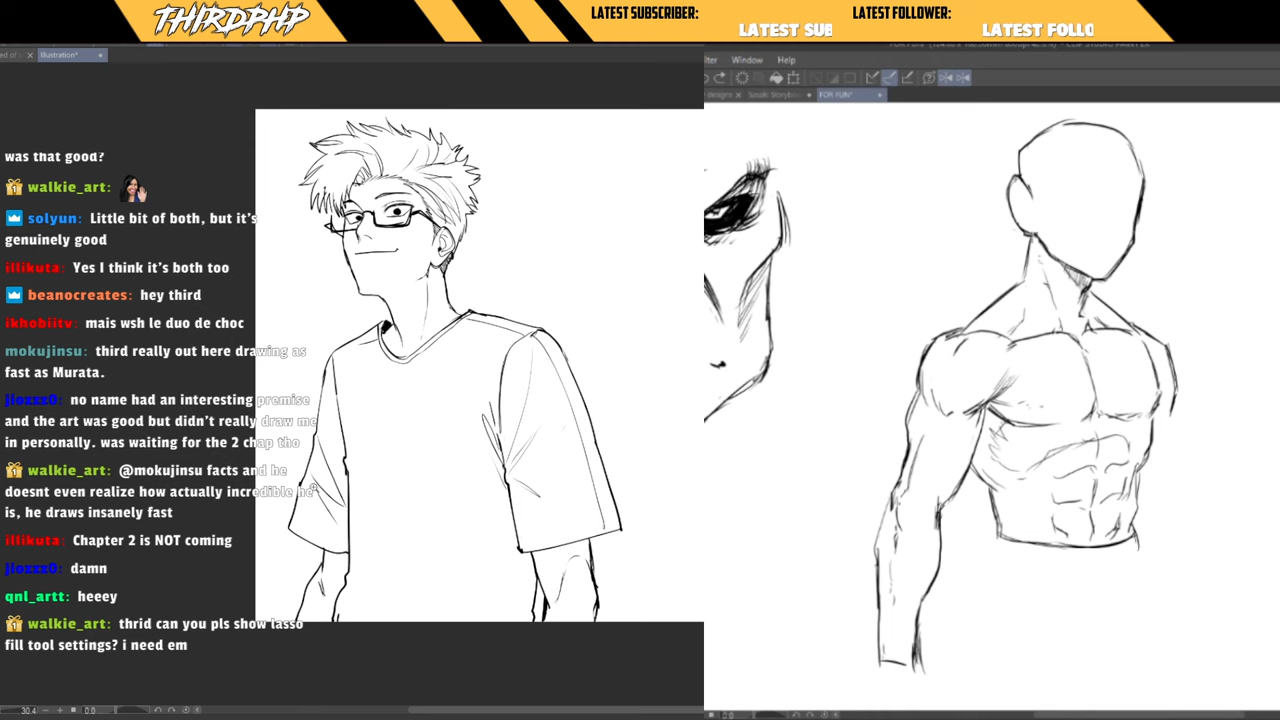 THIRDPHP
LATEST SUBSCRIBER:
LATEST SUB
LATEST FOLLOWER:
LATEST FOLLO
Illustration*
Window Help
designs
FOR FUN*
was that good?
walkie_art:
solyun: Little bit of both, but it's
genuinely good
illikuta: Yes I think it's both too
beanocreates: hey third
ikhobiitv: mais wsh le duo de choc
mokujinsu: third really out here drawing as
fast as Murata.
no name had an interesting premise
and the art was good but didn't really draw me
in personally. was waiting for the 2 chap tho
walkie_art: @mokujinsu facts and he
doesnt even realize how actually incredible he
is, he draws insanely fast
illikuta: Chapter 2 is NOT coming
damn
qnl_artt: heeey
walkie_art: thrid can you pls show lasso
fill tool settings? i need em
30.4
0.0